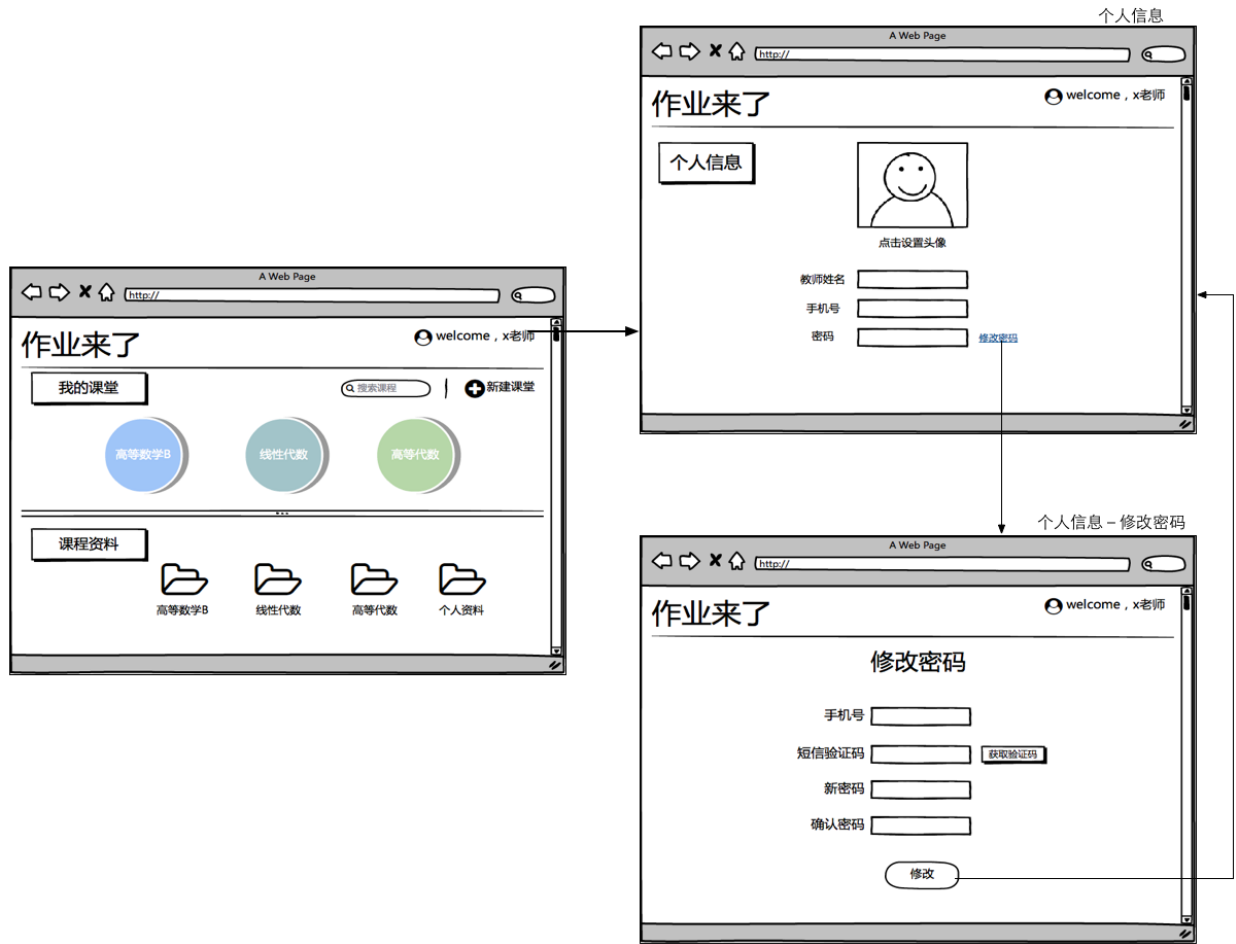 个人信息
A Web Page
http://
作业来了
welcome，x老师
个人信息
点击设置头像
教师姓名
手机号
密码
修改密码
A Web Page
http://
作业来了
welcome，x老师
我的课堂
搜索课程
新建课堂
高等数学B
线性代数
高等代数
课程资料
高等数学B
线性代数
高等代数
个人资料
个人信息 – 修改密码
A Web Page
http://
作业来了
welcome，x老师
修改密码
手机号
短信验证码
获取验证码
新密码
确认密码
修改